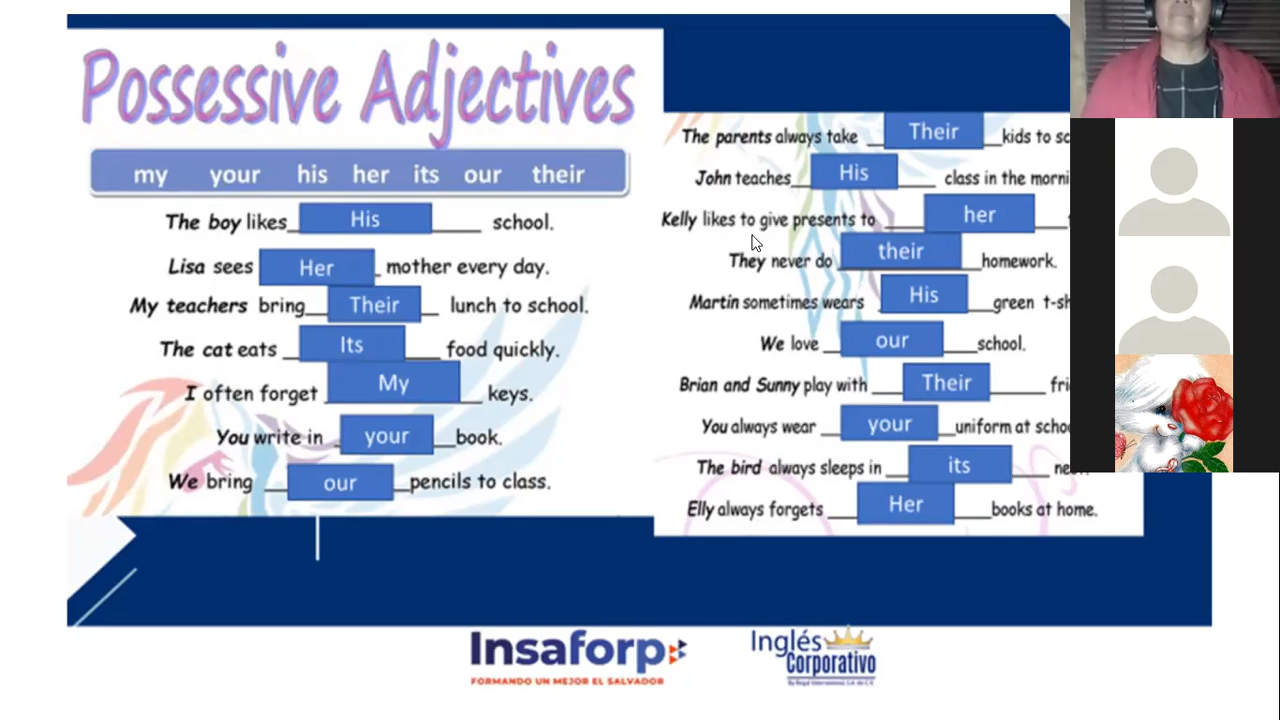 Possessive Adjectives
my your his her its our their
The boy likes His school.
Lisa sees Her mother every day.
My teachers bring Their lunch to school.
The cat eats Its food quickly.
I often forget My keys.
You write in your book.
We bring our pencils to class.
The parents always take Their kids to
John teaches His class in the
Kelly likes to give presents to her
They never do their homework.
Martin sometimes wears His green
We love our school.
Brian and Sunny play with Their
You always wear your uniform at
The bird always sleeps in its
Elly always forgets Her books at home.
Insaforp
FORMANDO UN MEJOR EL SALVADOR
Inglés
Corporativo